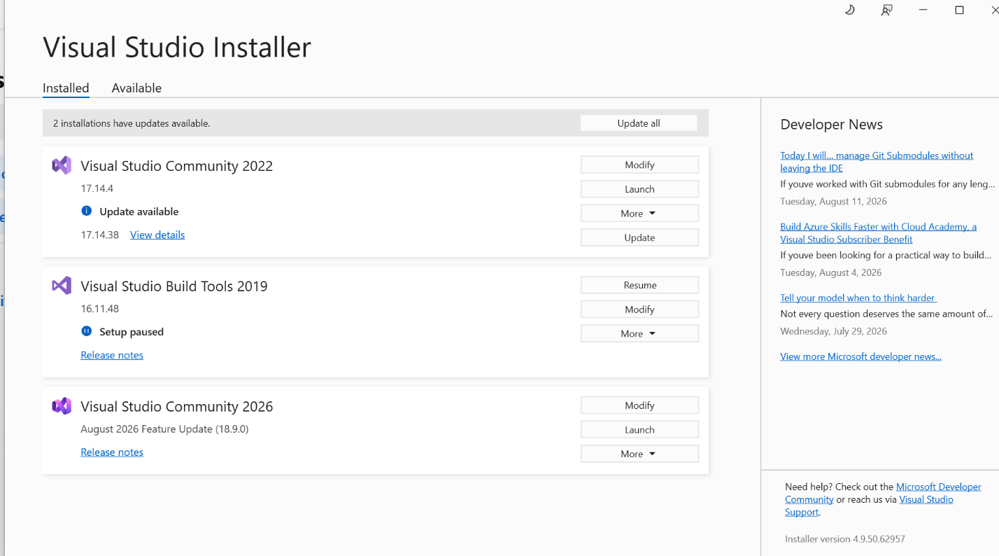 Visual Studio Installer
Installed
Available
2 installations have updates available.
Update all
Visual Studio Community 2022
17.14.4
Update available
17.14.38
View details
Modify
Launch
More
Update
Visual Studio Build Tools 2019
16.11.48
Setup paused
Release notes
Resume
Modify
More
Visual Studio Community 2026
August 2026 Feature Update (18.9.0)
Release notes
Modify
Launch
More
Developer News
Today I will... manage Git Submodules without
leaving the IDE
If youve worked with Git submodules for any leng...
Tuesday, August 11, 2026
Build Azure Skills Faster with Cloud Academy, a
Visual Studio Subscriber Benefit
If youve been looking for a practical way to build...
Tuesday, August 4, 2026
Tell your model when to think harder
Not every question deserves the same amount of...
Wednesday, July 29, 2026
View more Microsoft developer news...
Need help? Check out the Microsoft Developer
Community or reach us via Visual Studio
Support.
Installer version 4.9.50.62957